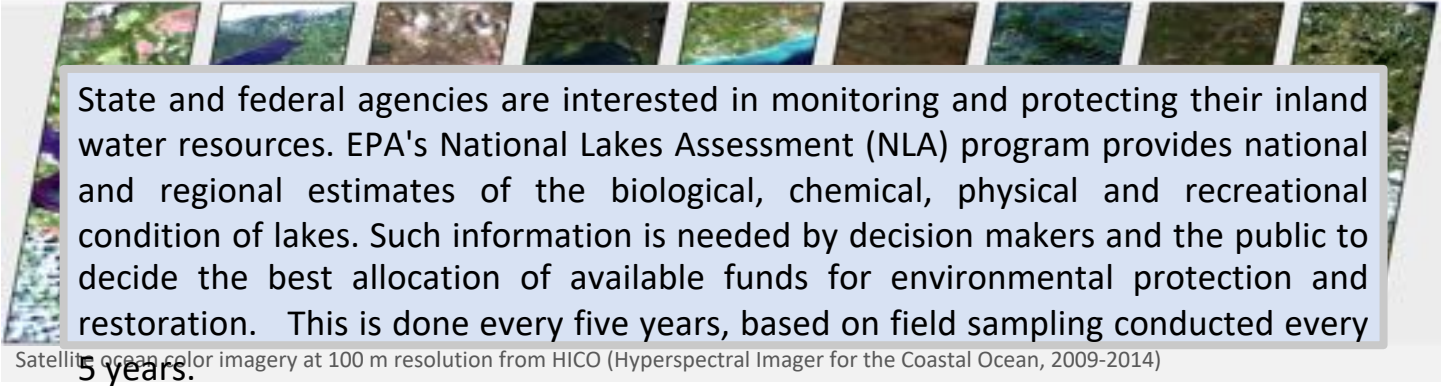 State and federal agencies are interested in monitoring and protecting their inland
water resources. EPA's National Lakes Assessment (NLA) program provides national
and regional estimates of the biological, chemical, physical and recreational
condition of lakes. Such information is needed by decision makers and the public to
decide the best allocation of available funds for environmental protection and
restoration. This is done every five years, based on field sampling conducted every
5 years.
Satellite ocean color imagery at 100 m resolution from HICO (Hyperspectral Imager for the Coastal Ocean, 2009-2014)